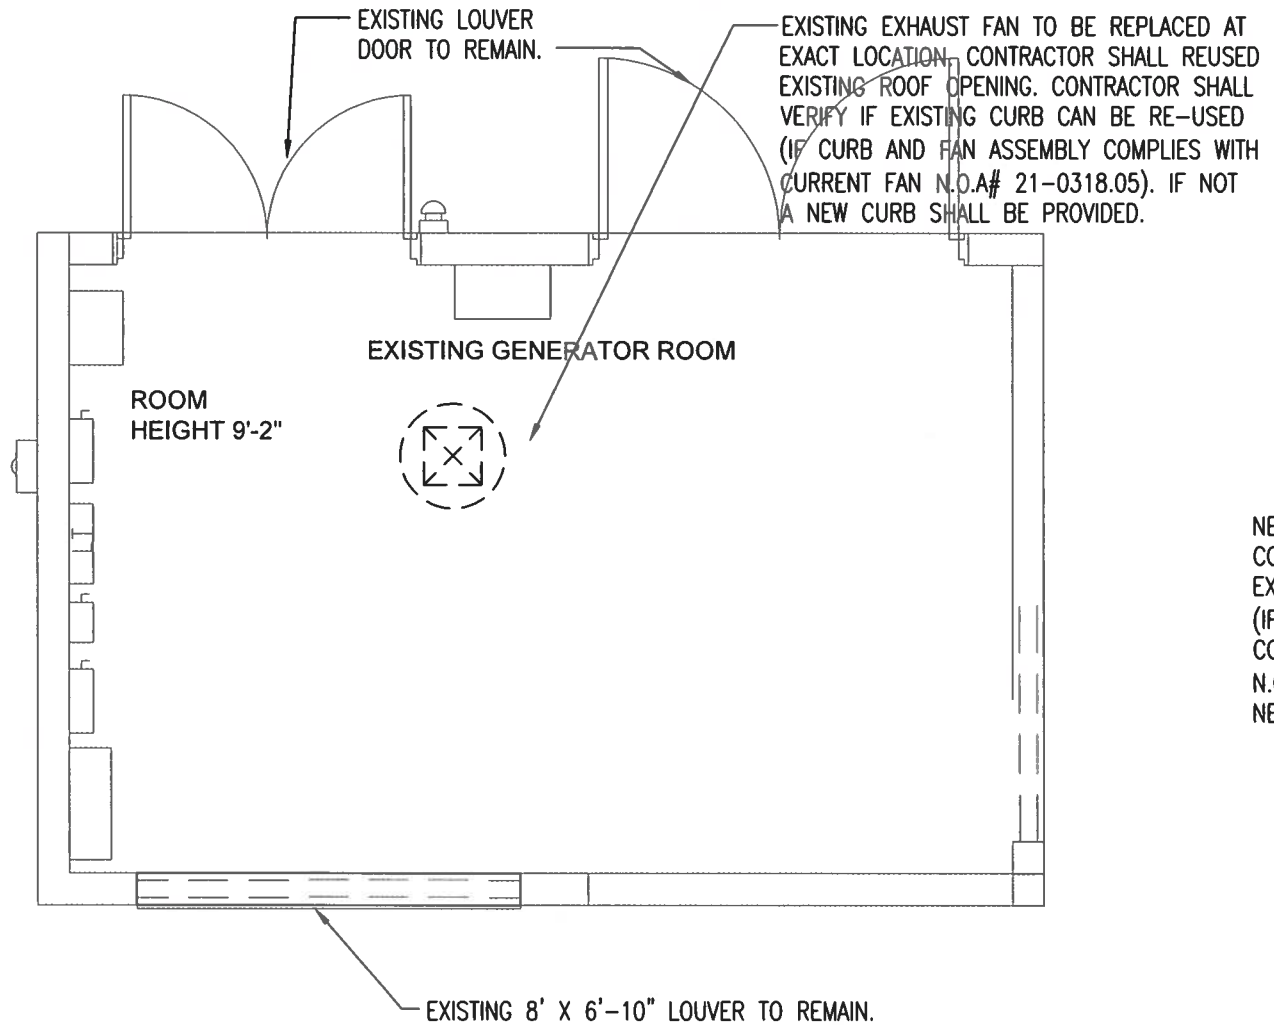 EXISTING LOUVER
DOOR TO REMAIN.
EXISTING EXHAUST FAN TO BE REPLACED AT
EXACT LOCATION. CONTRACTOR SHALL REUSED
EXISTING ROOF OPENING. CONTRACTOR SHALL
VERIFY IF EXISTING CURB CAN BE RE-USED
(IF CURB AND FAN ASSEMBLY COMPLIES WITH
CURRENT FAN N.O.A# 21-0318.05). IF NOT
A NEW CURB SHALL BE PROVIDED.
EXISTING GENERATOR ROOM
ROOM
HEIGHT 9'-2"
EXISTING 8' X 6'-10" LOUVER TO REMAIN.